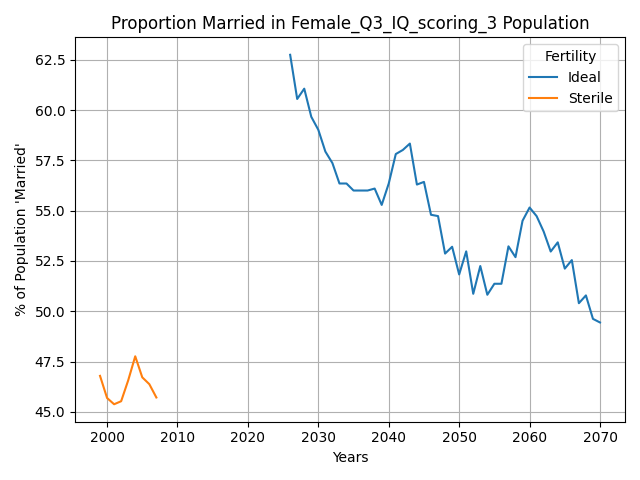 Proportion Married in Female_Q3_IQ_scoring_3 Population
% of Population 'Married'
62.5
60.0
57.5
55.0
52.5
50.0
47.5
45.0
Fertility
Ideal
Sterile
2000 2010 2020 2030 2040 2050 2060 2070
Years